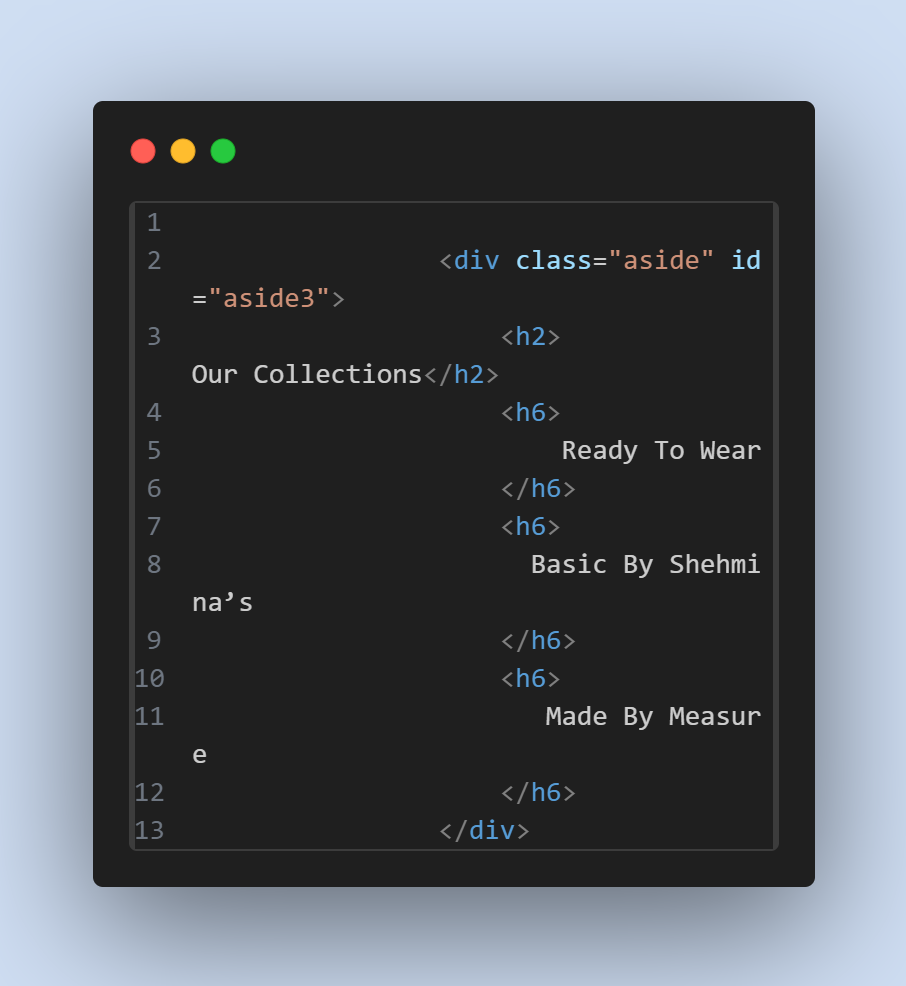 1
2 <div class="aside" id
="aside3">
3 <h2>
Our Collections</h2>
4 <h6>
5 Ready To Wear
6 </h6>
7 <h6>
8 Basic By Shehmi
na’s
9 </h6>
10 <h6>
11 Made By Measur
e
12 </h6>
13 </div>